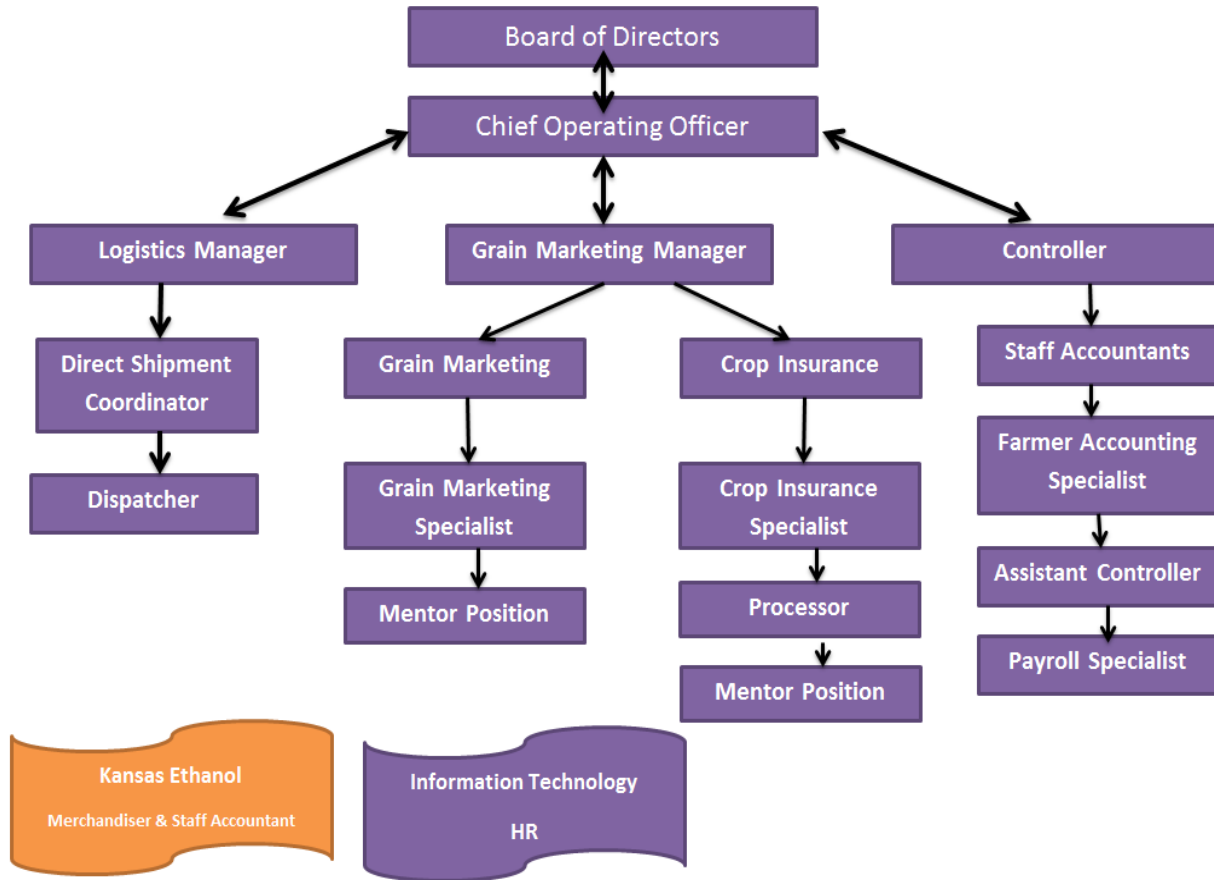 Board of Directors
Chief Operating Officer
Logistics Manager
Grain Marketing Manager
Controller
Direct Shipment
Coordinator
Dispatcher
Grain Marketing
Grain Marketing
Specialist
Mentor Position
Crop Insurance
Crop Insurance
Specialist
Processor
Mentor Position
Staff Accountants
Farmer Accounting
Specialist
Assistant Controller
Payroll Specialist
Kansas Ethanol
Merchandiser & Staff Accountant
Information Technology
HR